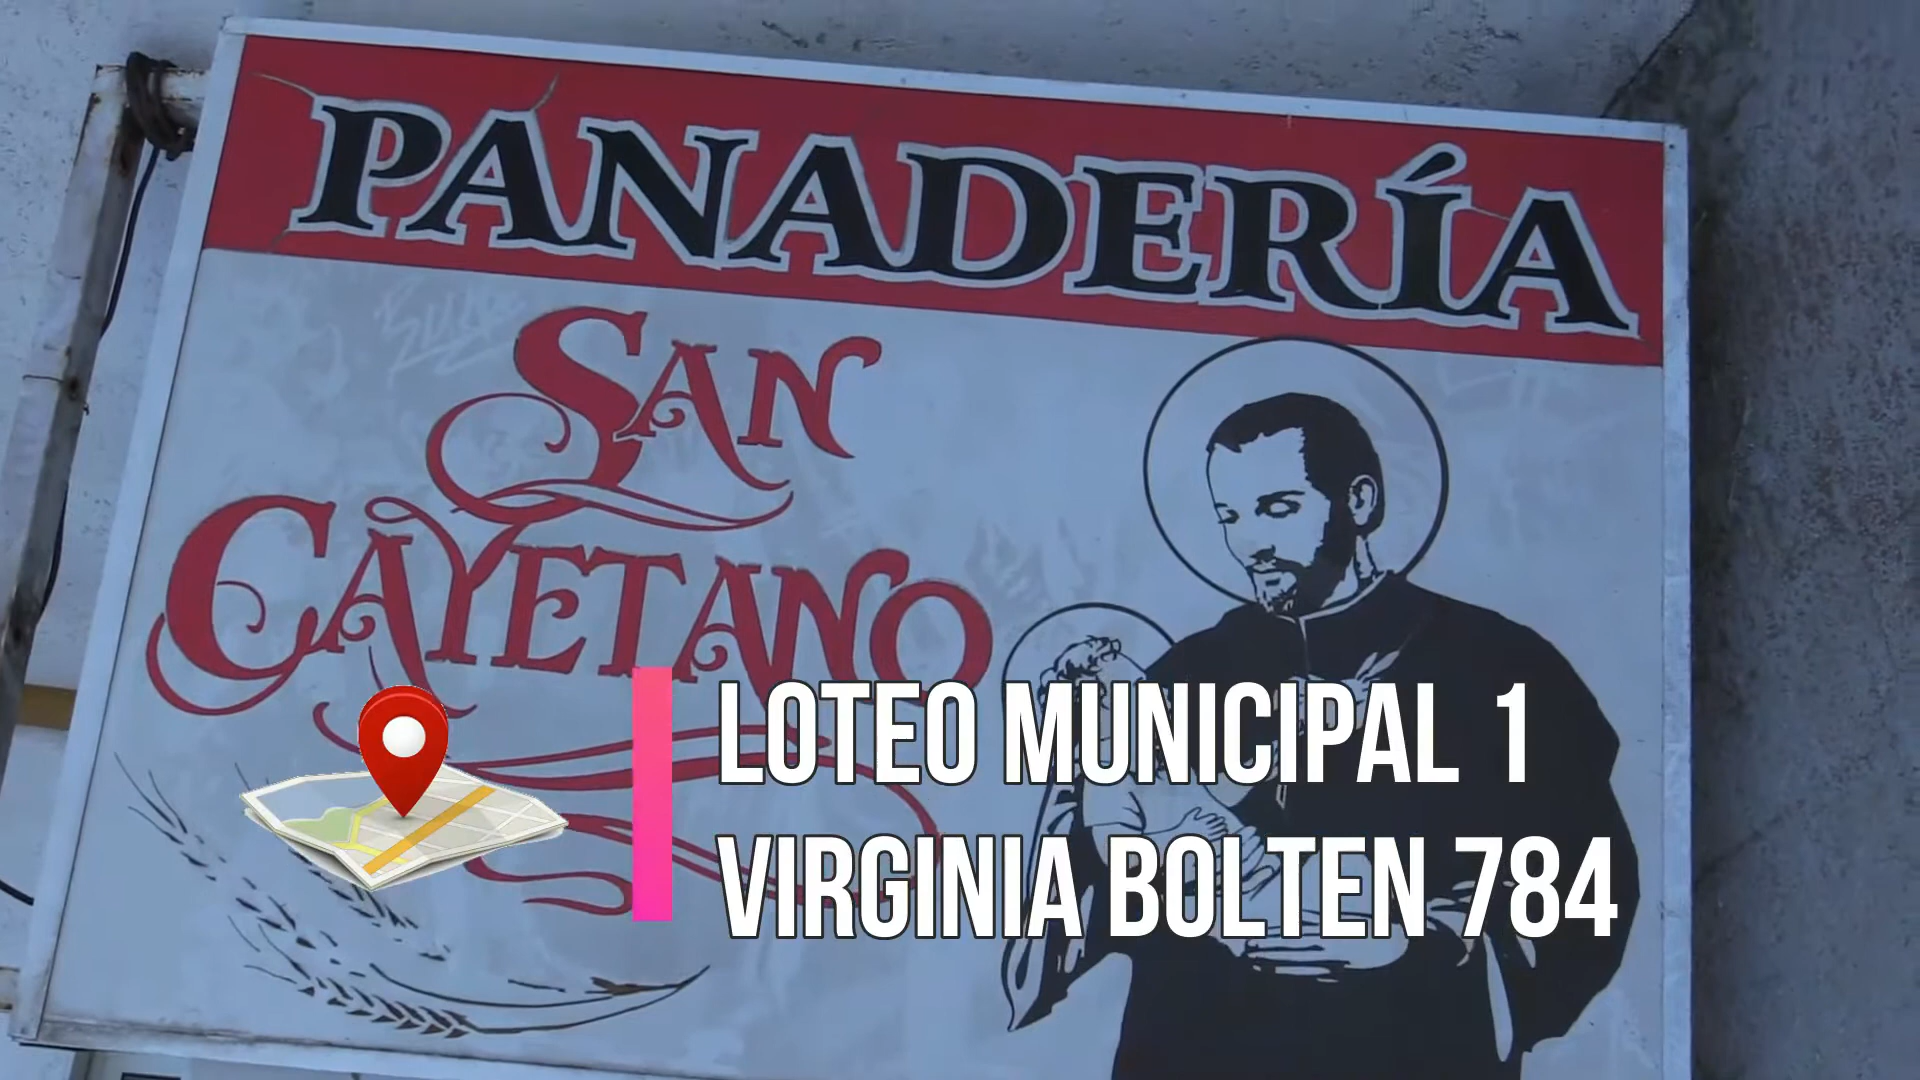 PANADERÍA
SAN
CAYETANO
LOTEO MUNICIPAL 1
VIRGINIA BOLTEN 784